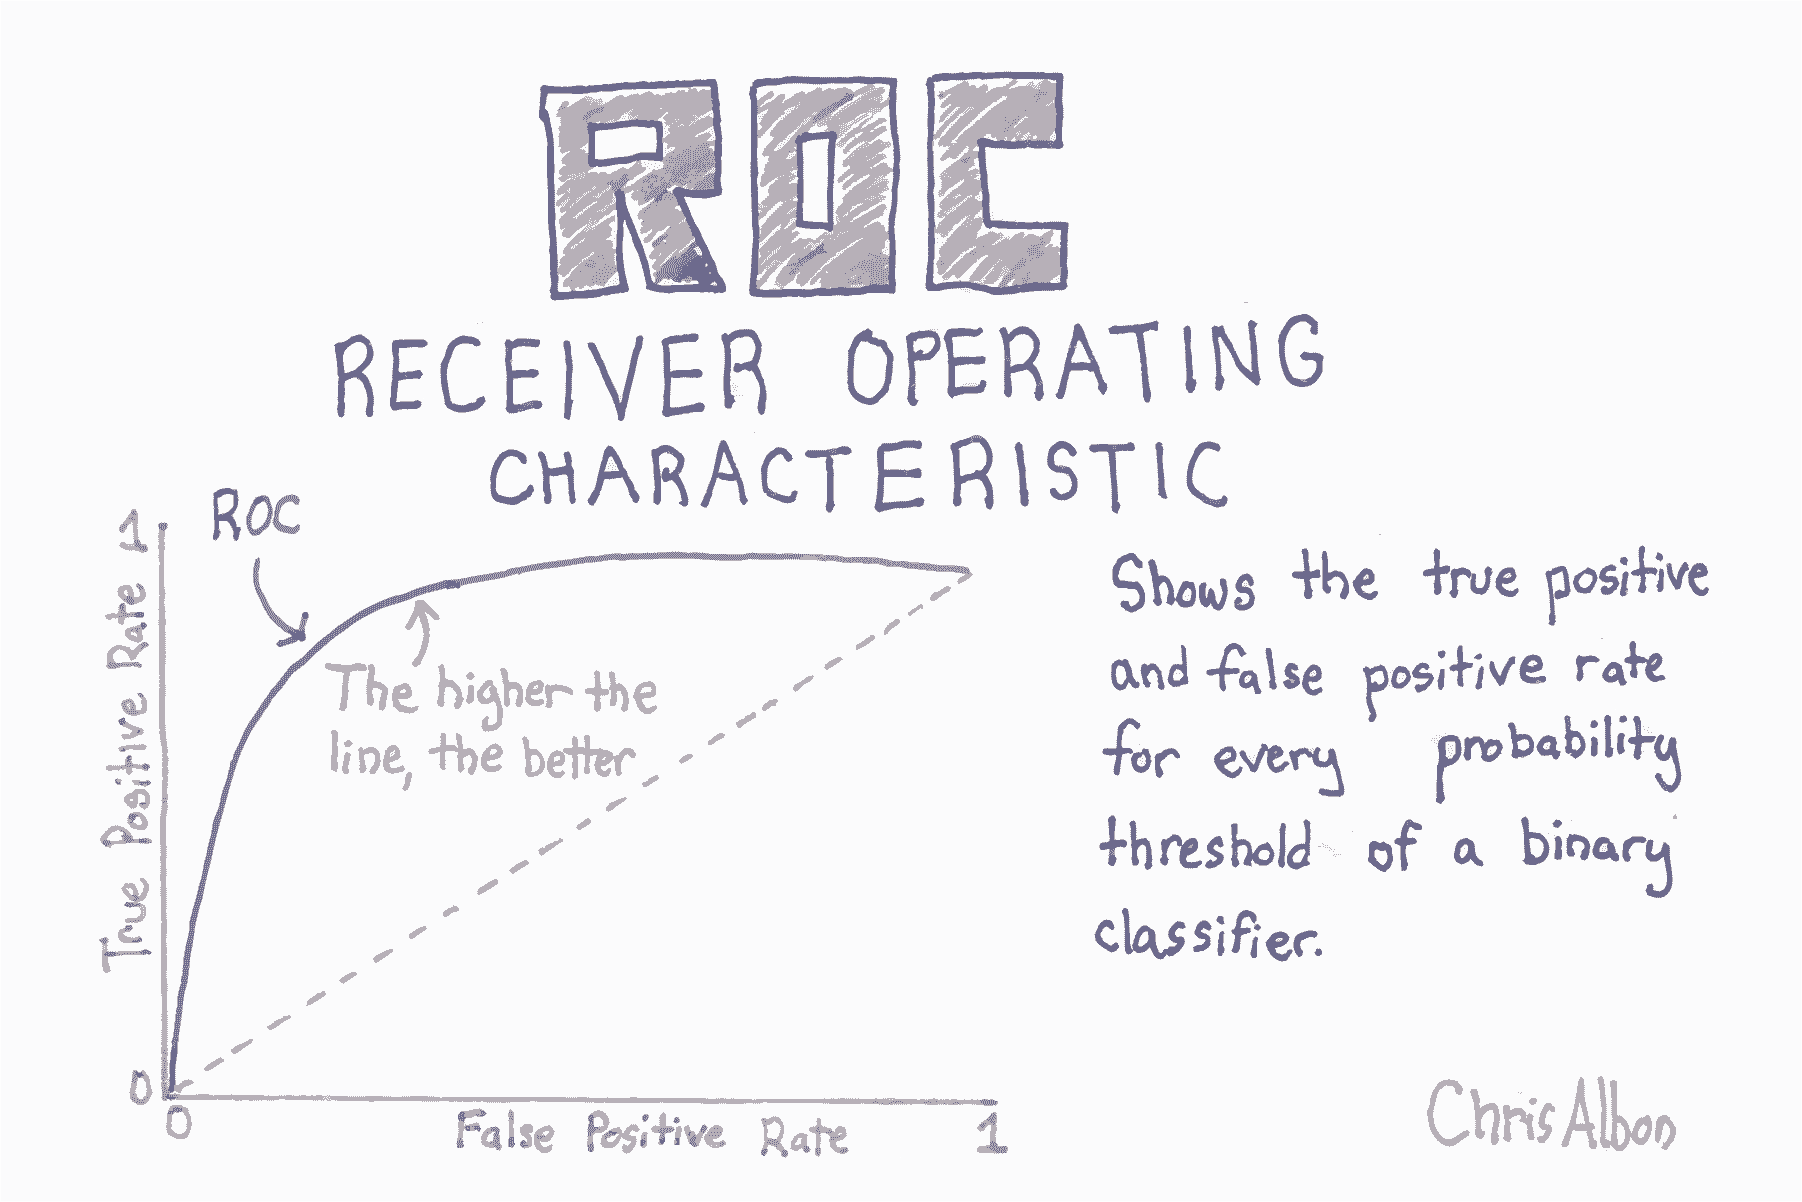 ROC
RECEIVER OPERATING
CHARACTERISTIC
ROC
1
True Positive Rate
The higher the
line, the better
0
0
False Positive Rate
1
Shows the true positive
and false positive rate
for every probability
threshold of a binary
classifier.
Chris Albon